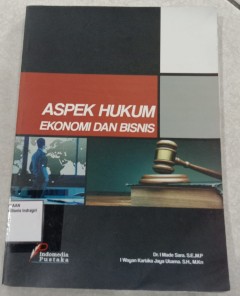 ASPEK HUKUM
EKONOMI DAN BISNIS
Indomedia
Pustaka
Dr. I Made Sara, S.E.,M.P
I Wayan Kartika Jaya Utama. S.H., M.Kn